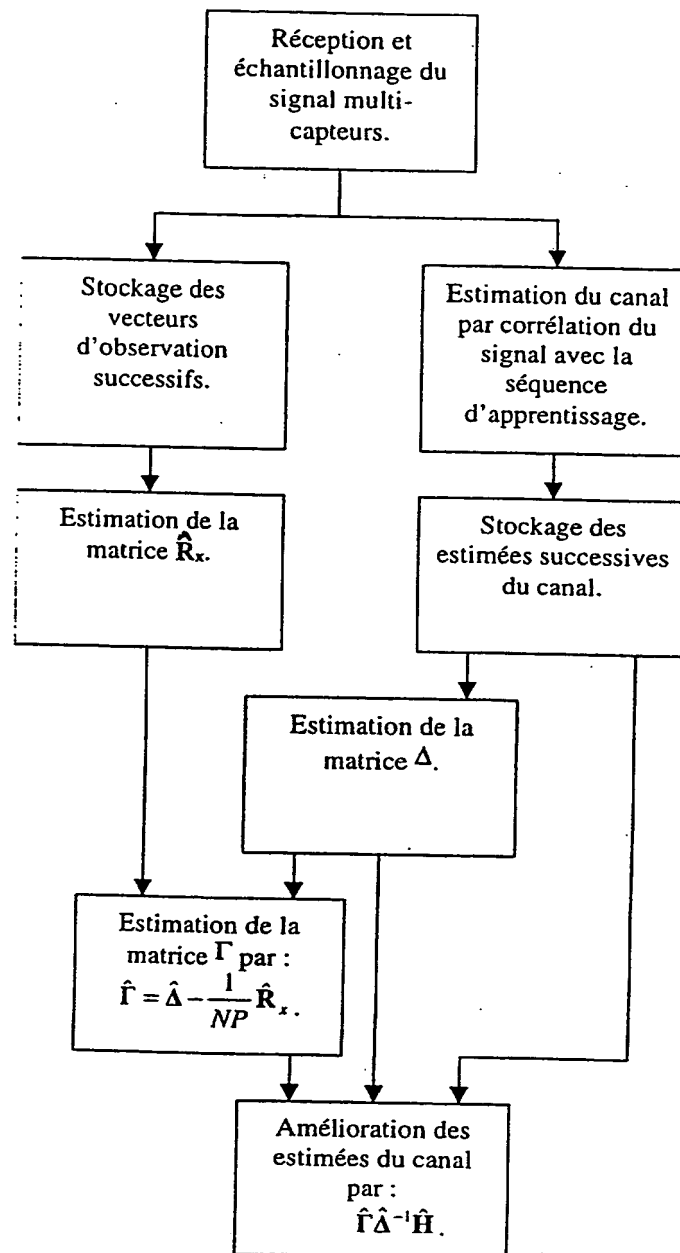 Réception et
échantillonnage du
signal multi-
capteurs.
Stockage des
vecteurs
d'observation
successifs.
Estimation du canal
par corrélation du
signal avec la
séquence
d'apprentissage.
Estimation de la
matrice R̂x.
Stockage des
estimées successives
du canal.
Estimation de la
matrice Δ.
Estimation de la
matrice Γ par :
Γ̂ = Δ̂ − 1/NP R̂x.
Amélioration des
estimées du canal
par :
Γ̂Δ̂⁻¹Ĥ.